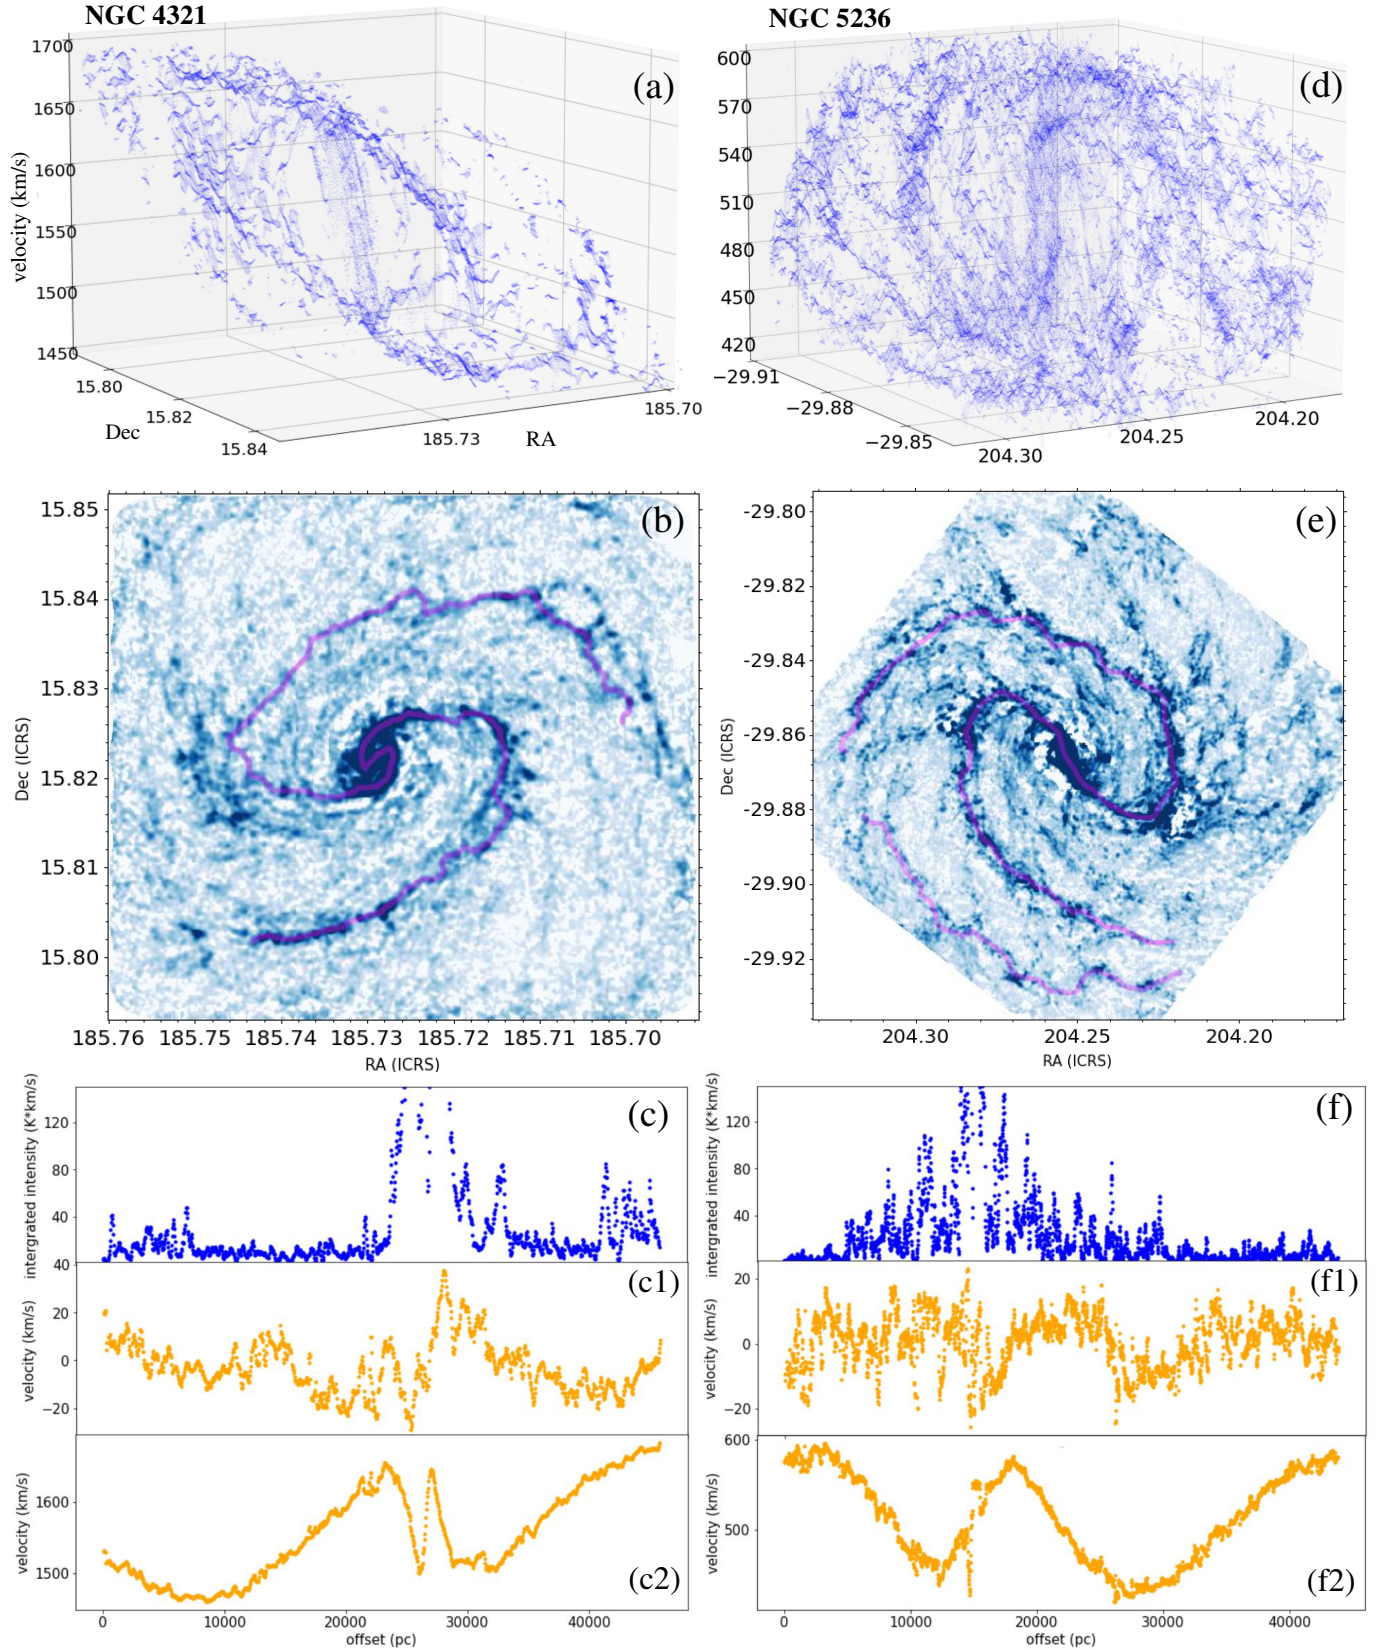 NGC 4321
NGC 5236
(a)
1700
1650
1600
1550
1500
1450
velocity (km/s)
15.80
15.82
15.84
Dec
185.73
RA
185.70
(d)
600
570
540
510
480
450
420
−29.91
−29.88
−29.85
204.30
204.25
204.20
(b)
15.85
15.84
15.83
15.82
15.81
15.80
Dec (ICRS)
185.76 185.75 185.74 185.73 185.72 185.71 185.70
RA (ICRS)
(e)
-29.80
-29.82
-29.84
-29.86
-29.88
-29.90
-29.92
Dec (ICRS)
204.30 204.25 204.20
RA (ICRS)
(c)
intergrated intensity (K*km/s)
120
80
40
(c1)
velocity (km/s)
40
20
0
−20
(c2)
velocity (km/s)
1600
1500
0 10000 20000 30000 40000
offset (pc)
(f)
intergrated intensity (K*km/s)
120
80
40
(f1)
velocity (km/s)
20
0
−20
(f2)
velocity (km/s)
600
500
0 10000 20000 30000 40000
offset (pc)